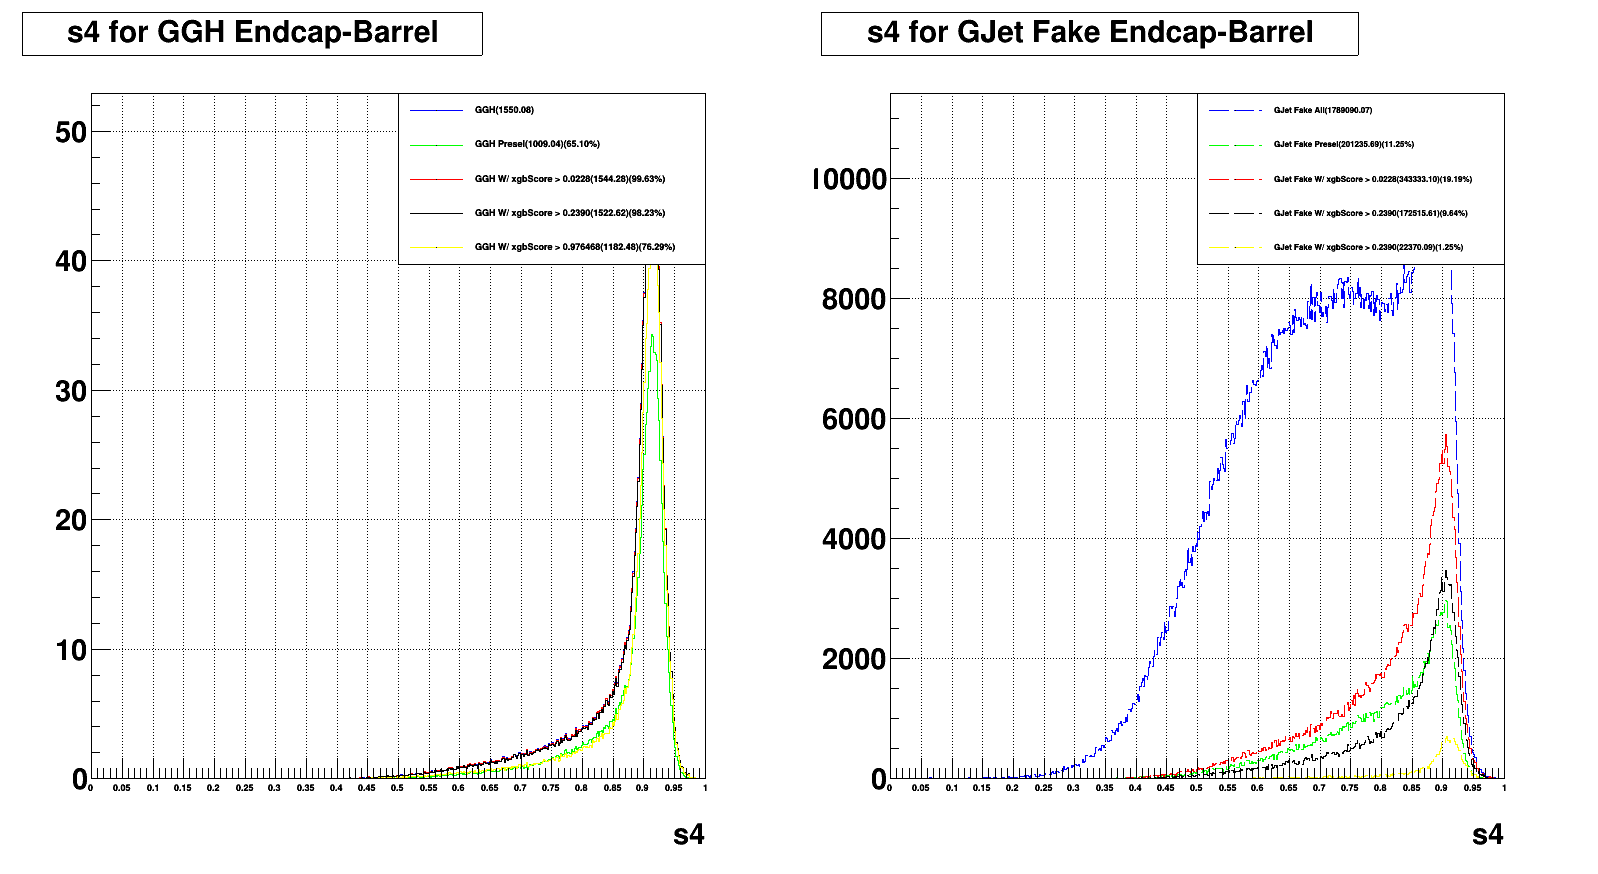 s4 for GGH Endcap-Barrel
GGH(1550.08)
GGH Presel(1009.04)(65.10%)
GGH W/ xgbScore > 0.0228(1544.28)(99.63%)
GGH W/ xgbScore > 0.2390(1522.62)(98.23%)
GGH W/ xgbScore > 0.976468(1182.48)(76.29%)
50
40
30
20
10
0
0 0.05 0.1 0.15 0.2 0.25 0.3 0.35 0.4 0.45 0.5 0.55 0.6 0.65 0.7 0.75 0.8 0.85 0.9 0.95 1
s4
s4 for GJet Fake Endcap-Barrel
GJet Fake All(1789090.07)
GJet Fake Presel(201235.69)(11.25%)
GJet Fake W/ xgbScore > 0.0228(343333.10)(19.19%)
GJet Fake W/ xgbScore > 0.2390(172515.61)(9.64%)
GJet Fake W/ xgbScore > 0.2390(22370.09)(1.25%)
10000
8000
6000
4000
2000
0
0 0.05 0.1 0.15 0.2 0.25 0.3 0.35 0.4 0.45 0.5 0.55 0.6 0.65 0.7 0.75 0.8 0.85 0.9 0.95 1
s4